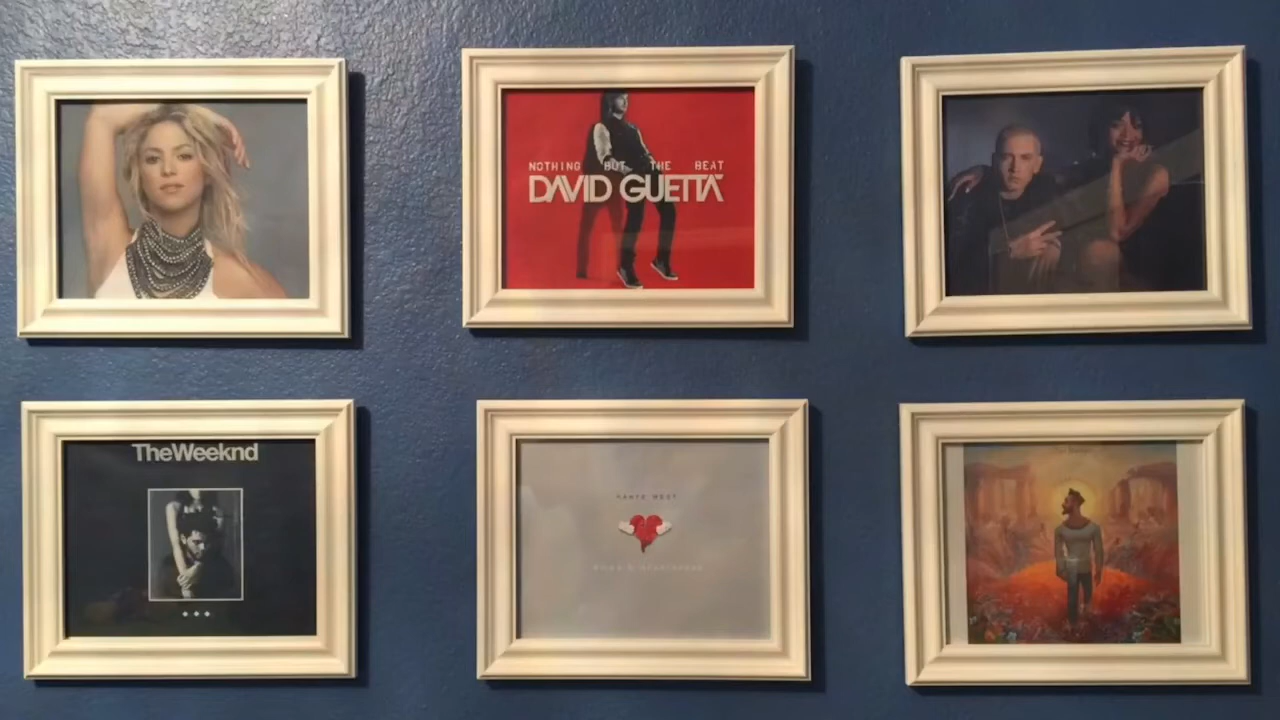 NOTHING BUT THE BEAT
DAVID GUETTA
TheWeeknd
KANYE WEST